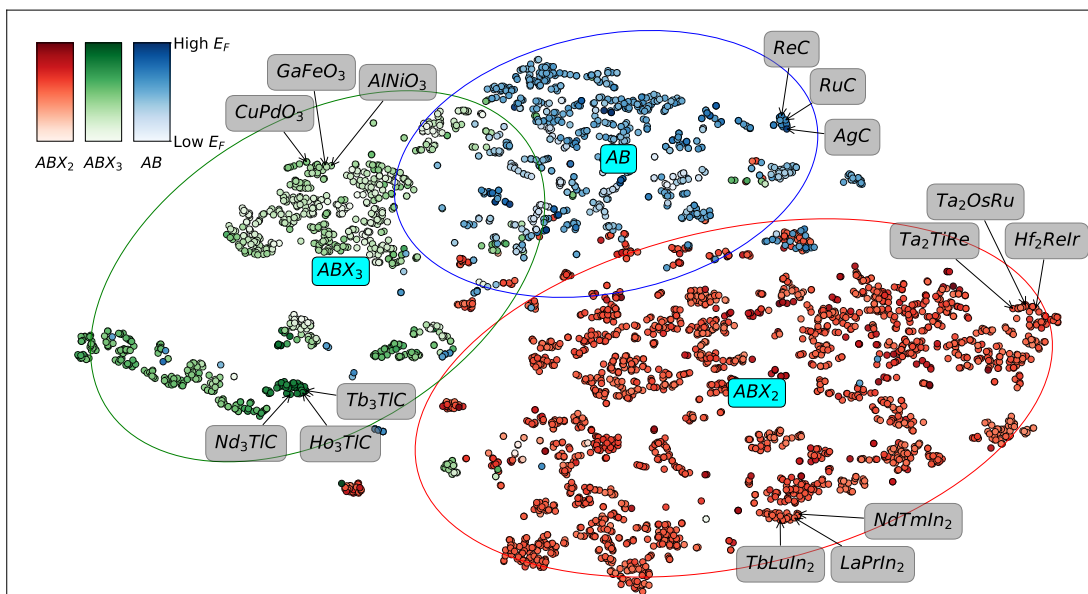 High E_F
Low E_F
ABX₂ ABX₃ AB
GaFeO₃
AlNiO₃
CuPdO₃
ReC
RuC
AgC
AB
ABX₃
Ta₂OsRu
Ta₂TiRe
Hf₂ReIr
ABX₂
Tb₃TlC
Nd₃TlC
Ho₃TlC
NdTmIn₂
TbLuIn₂
LaPrIn₂